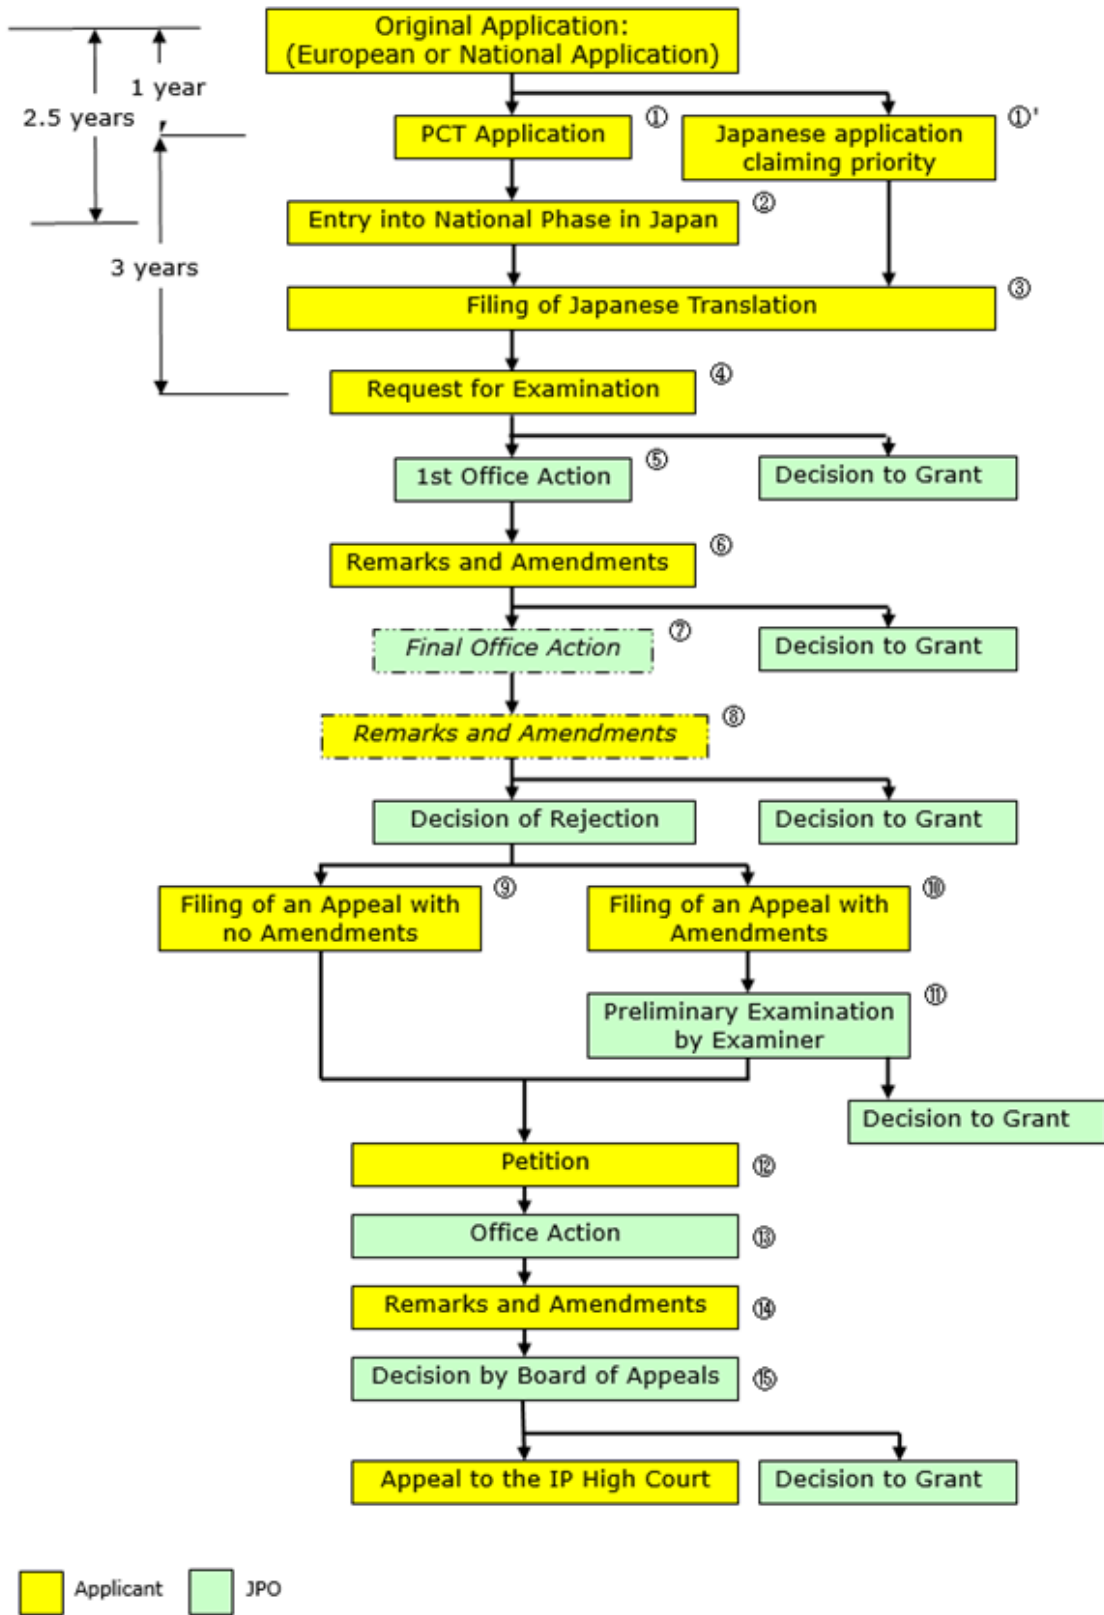 Original Application:
(European or National Application)
1 year
2.5 years
①
①'
PCT Application
Japanese application
claiming priority
②
Entry into National Phase in Japan
3 years
③
Filing of Japanese Translation
④
Request for Examination
⑤
1st Office Action
Decision to Grant
⑥
Remarks and Amendments
⑦
Final Office Action
Decision to Grant
⑧
Remarks and Amendments
Decision of Rejection
Decision to Grant
⑨
⑩
Filing of an Appeal with
no Amendments
Filing of an Appeal with
Amendments
⑪
Preliminary Examination
by Examiner
Decision to Grant
Petition
⑫
Office Action
⑬
Remarks and Amendments
⑭
Decision by Board of Appeals
⑮
Appeal to the IP High Court
Decision to Grant
Applicant
JPO